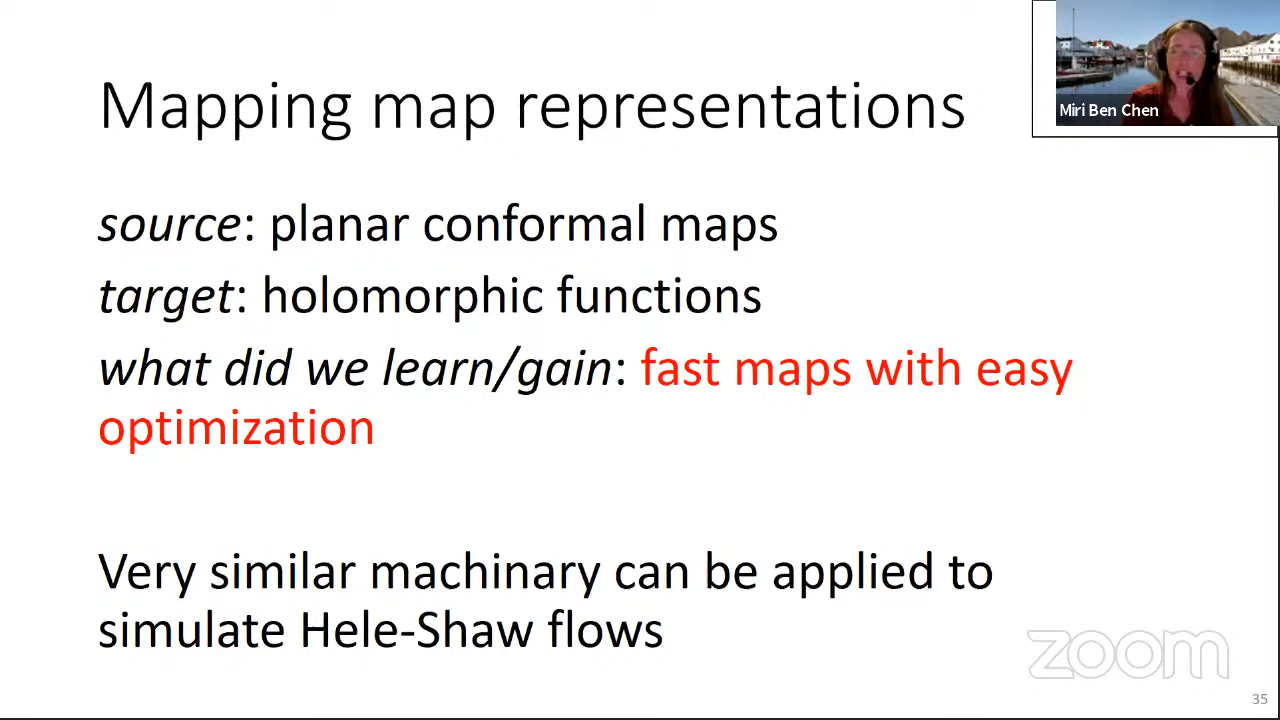 Mapping map representations
Miri Ben Chen
source: planar conformal maps
target: holomorphic functions
what did we learn/gain: fast maps with easy
optimization
Very similar machinary can be applied to
simulate Hele-Shaw flows
zoom
35